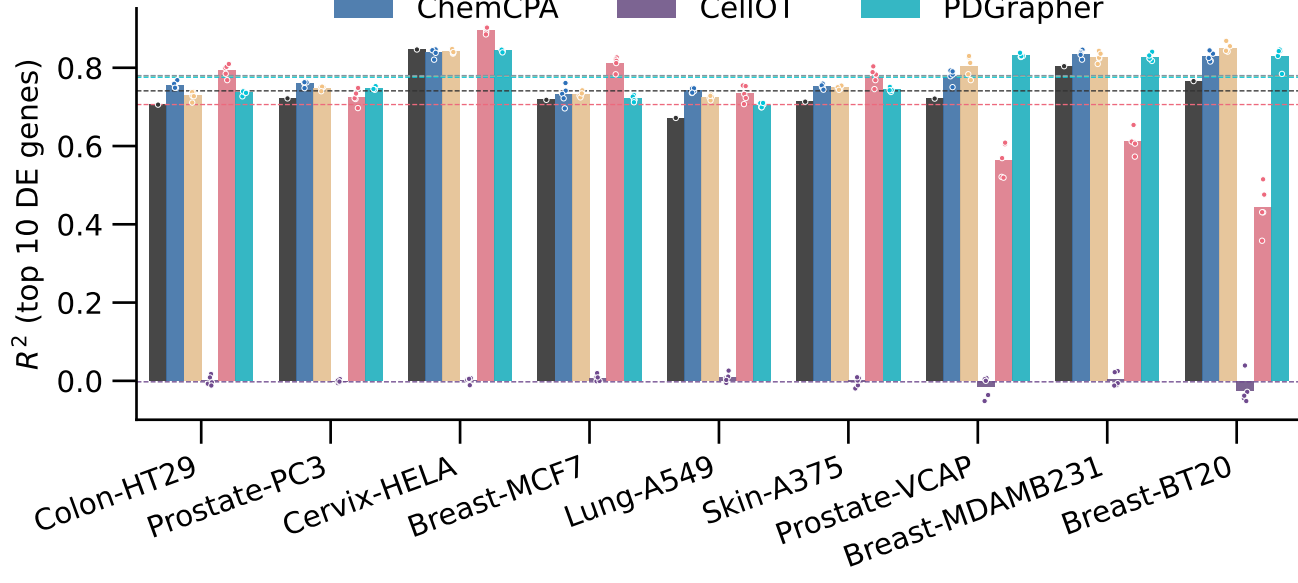 ChemCPA CellOT PDGrapher
R² (top 10 DE genes)
0.8
0.6
0.4
0.2
0.0
Colon-HT29
Prostate-PC3
Cervix-HELA
Breast-MCF7
Lung-A549
Skin-A375
Prostate-VCAP
Breast-MDAMB231
Breast-BT20